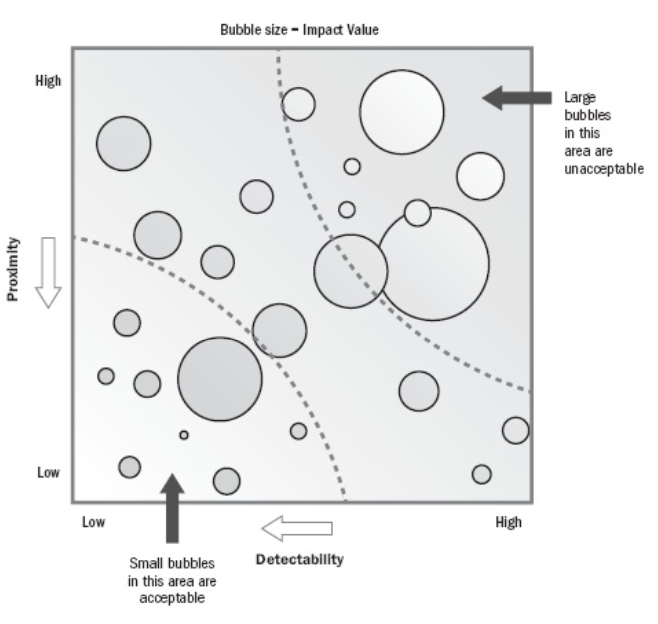 Bubble size – Impact Value
High
Large
bubbles
in this
area are
unacceptable
Proximity
Low
Low
High
Detectability
Small bubbles
in this area are
acceptable